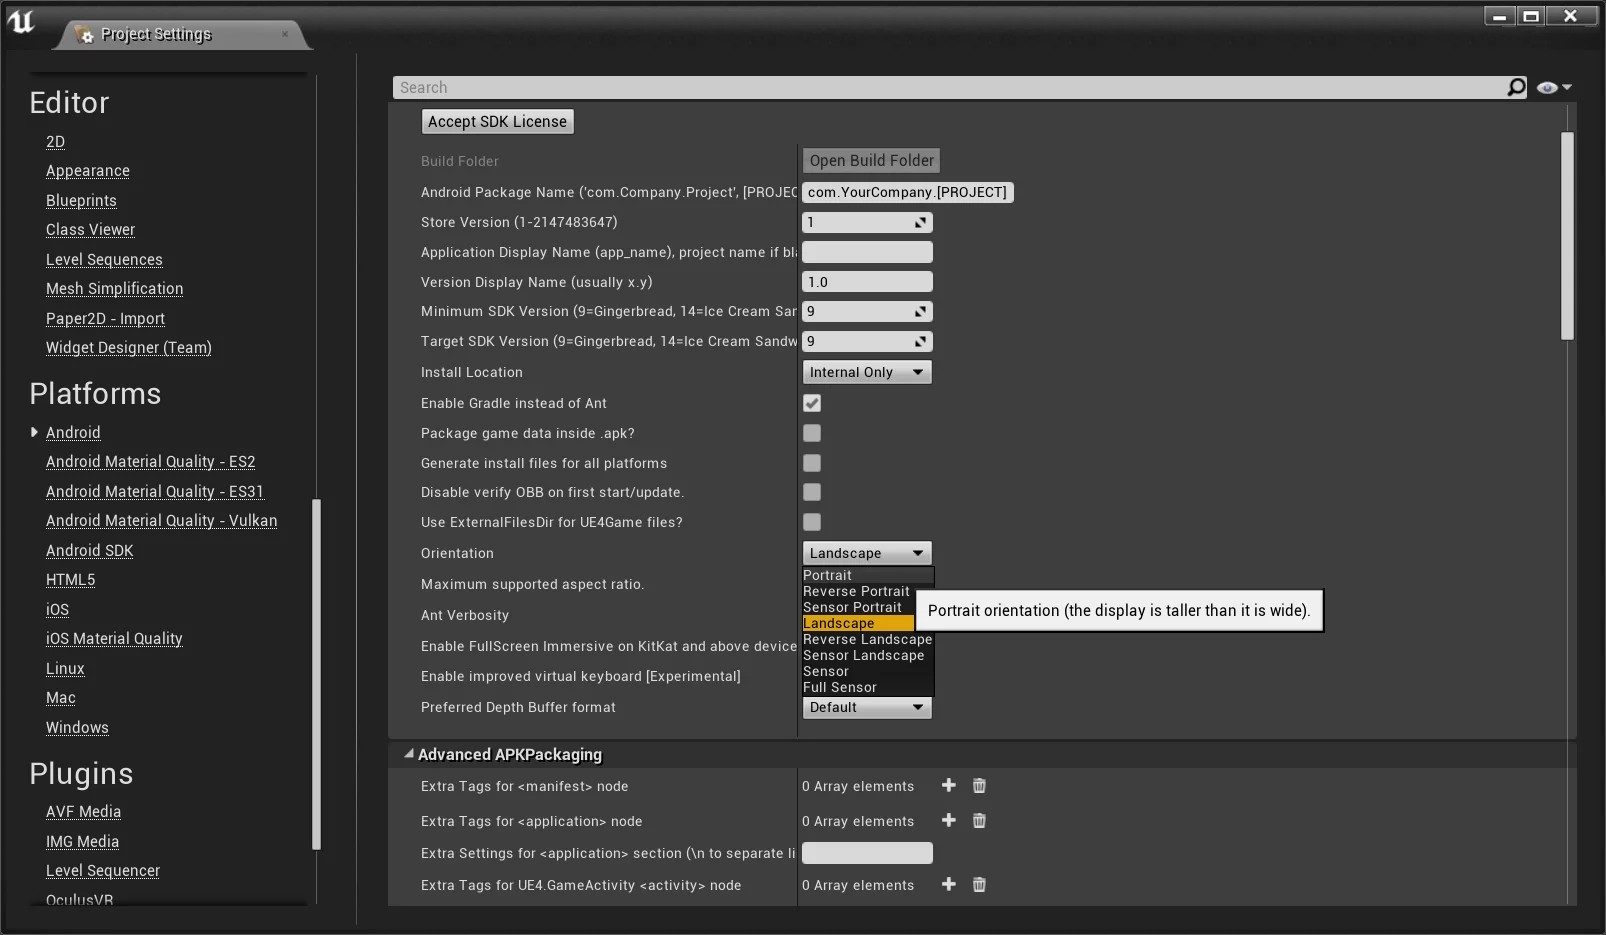 Project Settings
Editor
2D
Appearance
Blueprints
Class Viewer
Level Sequences
Mesh Simplification
Paper2D - Import
Widget Designer (Team)
Platforms
Android
Android Material Quality - ES2
Android Material Quality - ES31
Android Material Quality - Vulkan
Android SDK
HTML5
iOS
iOS Material Quality
Linux
Mac
Windows
Plugins
AVF Media
IMG Media
Level Sequencer
OculusVR
Search
Accept SDK License
Build Folder Open Build Folder
Android Package Name ('com.Company.Project', [PROJEC com.YourCompany.[PROJECT]
Store Version (1-2147483647) 1
Application Display Name (app_name), project name if bla
Version Display Name (usually x.y) 1.0
Minimum SDK Version (9=Gingerbread, 14=Ice Cream Sar 9
Target SDK Version (9=Gingerbread, 14=Ice Cream Sandw 9
Install Location Internal Only
Enable Gradle instead of Ant
Package game data inside .apk?
Generate install files for all platforms
Disable verify OBB on first start/update.
Use ExternalFilesDir for UE4Game files?
Orientation Landscape
Maximum supported aspect ratio.
Ant Verbosity
Enable FullScreen Immersive on KitKat and above device
Enable improved virtual keyboard [Experimental]
Preferred Depth Buffer format Default
Portrait
Reverse Portrait
Sensor Portrait
Landscape
Reverse Landscape
Sensor Landscape
Sensor
Full Sensor
Portrait orientation (the display is taller than it is wide).
Advanced APKPackaging
Extra Tags for <manifest> node 0 Array elements
Extra Tags for <application> node 0 Array elements
Extra Settings for <application> section (\n to separate li
Extra Tags for UE4.GameActivity <activity> node 0 Array elements